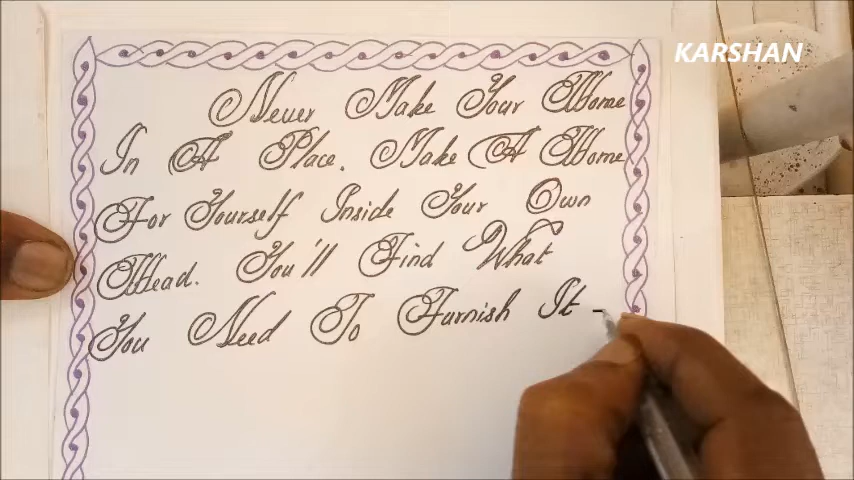 KARSHAN
Never Make Your Home
In A Place. Make A Home
For Yourself Inside Your Own
Head. You'll Find What
You Need To Furnish It -